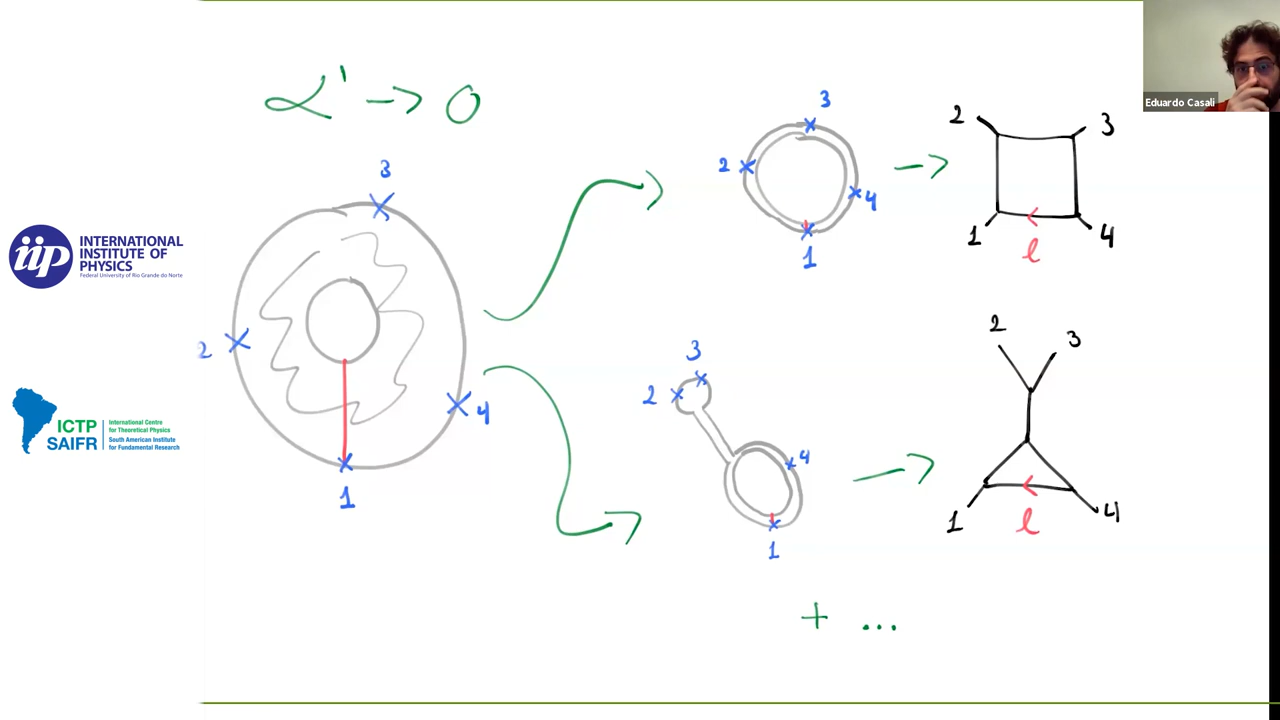 α' → 0
3
2
4
1
3
2
4
1
→
2
3
1
4
l
3
2
4
1
→
2
3
1
4
l
+ ...
Eduardo Casali
iip
INTERNATIONAL
INSTITUTE OF
PHYSICS
Federal University of Rio Grande do Norte
ICTP
SAIFR
International Centre
for Theoretical Physics
South American Institute
for Fundamental Research